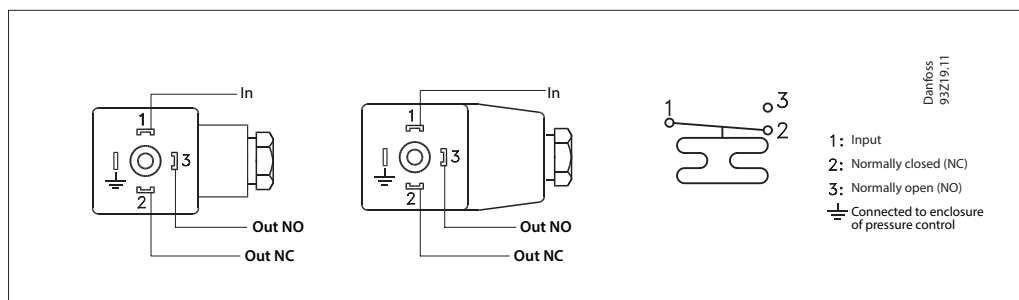 In
1
3
2
Out NO
Out NC
In
1
3
2
Out NO
Out NC
1
3
2
Danfoss
93Z19.11
1: Input
2: Normally closed (NC)
3: Normally open (NO)
Connected to enclosure
of pressure control